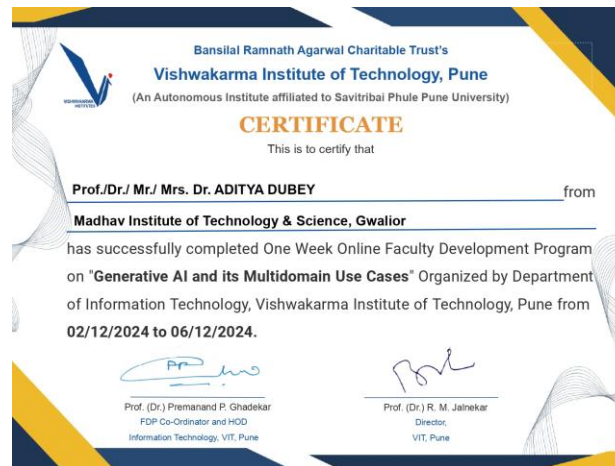 Bansilal Ramnath Agarwal Charitable Trust's
Vishwakarma Institute of Technology, Pune
(An Autonomous Institute affiliated to Savitribai Phule Pune University)
VISHWAKARMA
INSTITUTES
CERTIFICATE
This is to certify that
Prof./Dr./ Mr./ Mrs. Dr. ADITYA DUBEY from
Madhav Institute of Technology & Science, Gwalior
has successfully completed One Week Online Faculty Development Program
on "Generative AI and its Multidomain Use Cases" Organized by Department
of Information Technology, Vishwakarma Institute of Technology, Pune from
02/12/2024 to 06/12/2024.
Prof. (Dr.) Premanand P. Ghadekar
FDP Co-Ordinator and HOD
Information Technology, VIT, Pune
Prof. (Dr.) R. M. Jalnekar
Director,
VIT, Pune